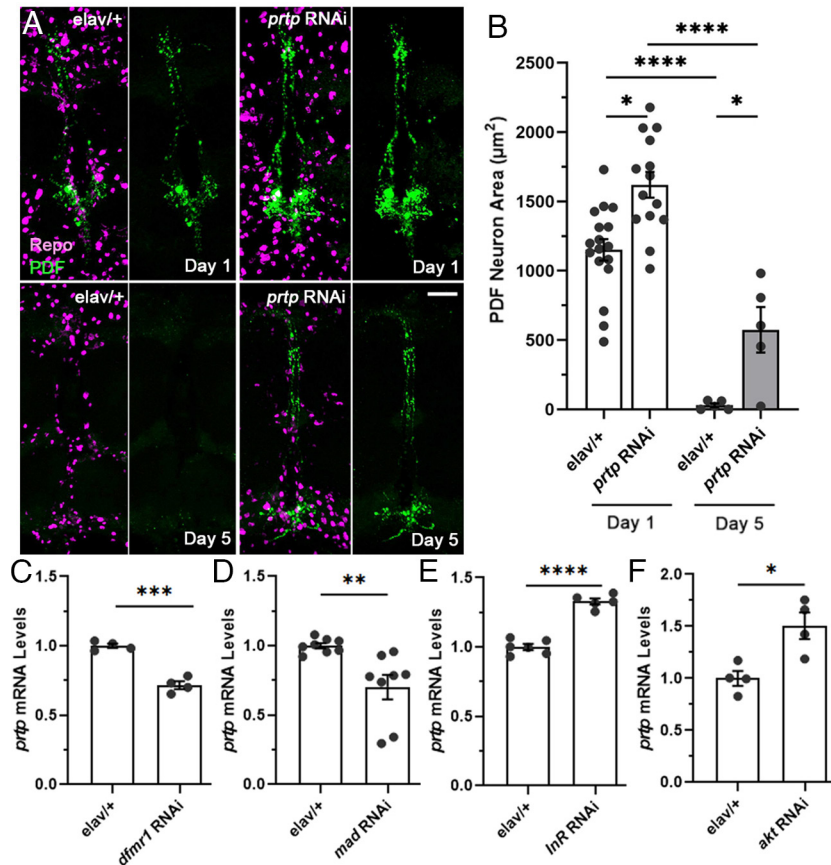 A
elav/+
prtp RNAi
Repo
PDF
Day 1
Day 1
elav/+
prtp RNAi
Day 5
Day 5
B
****
****
*
*
PDF Neuron Area (µm²)
2500
2000
1500
1000
500
0
elav/+
prtp RNAi
elav/+
prtp RNAi
Day 1
Day 5
C
***
prtp mRNA Levels
1.5
1.0
0.5
0.0
elav/+
dfmr1 RNAi
D
**
prtp mRNA Levels
1.5
1.0
0.5
0.0
elav/+
mad RNAi
E
****
prtp mRNA Levels
1.5
1.0
0.5
0.0
elav/+
InR RNAi
F
*
prtp mRNA Levels
2.0
1.5
1.0
0.5
0.0
elav/+
akt RNAi